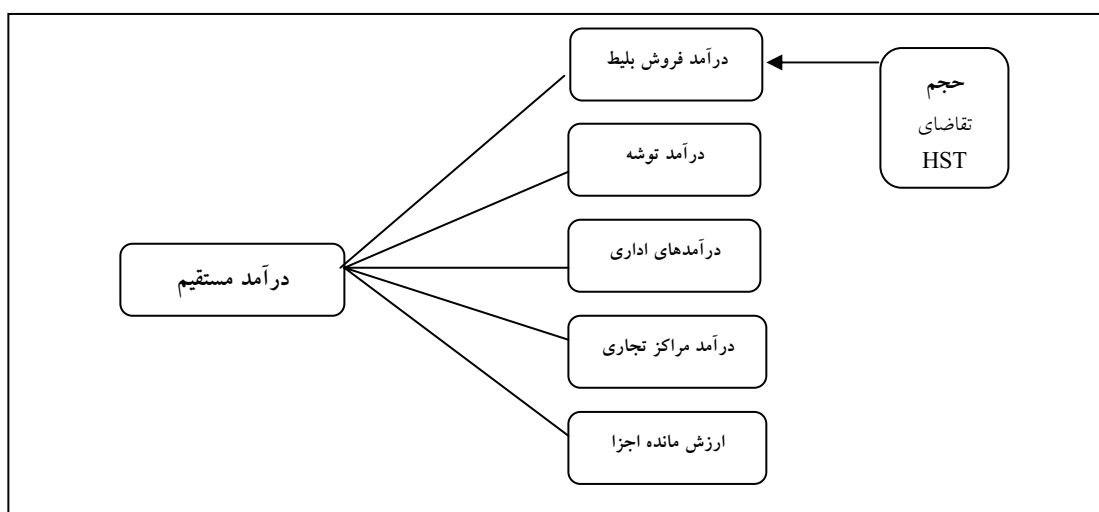 درآمد فروش بلیط
حجم
تقاضای
HST
درآمد توشه
درآمدهای اداری
درآمد مستقیم
درآمد مراکز تجاری
ارزش مانده اجزا